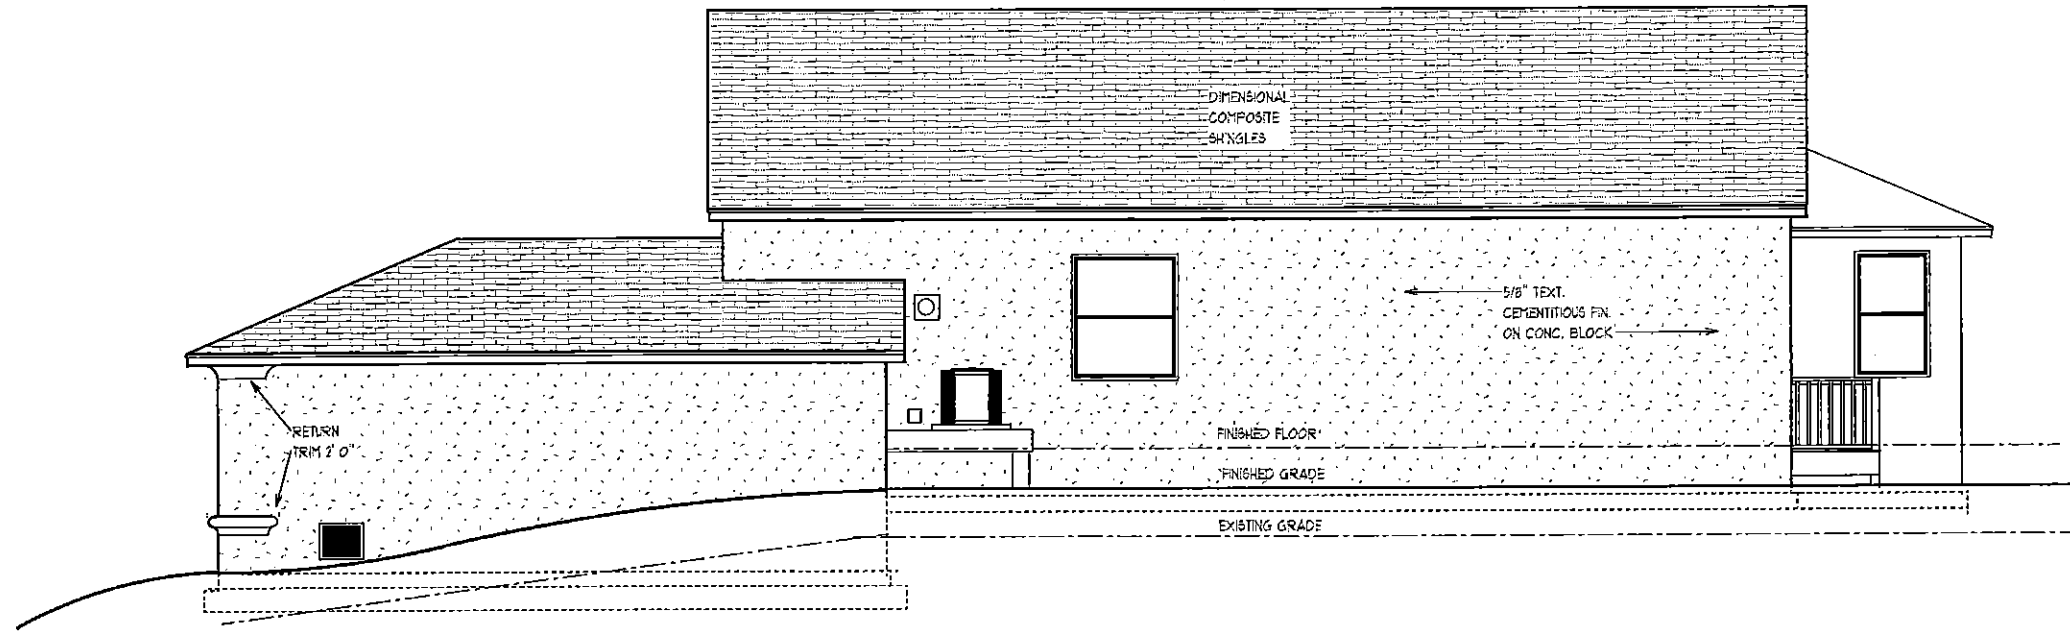 DIMENSIONAL
COMPOSITE
SHINGLES
5/8" TEXT.
CEMENTITIOUS FIN.
ON CONC. BLOCK
RETURN
TRIM 2' 0"
FINISHED FLOOR
FINISHED GRADE
EXISTING GRADE